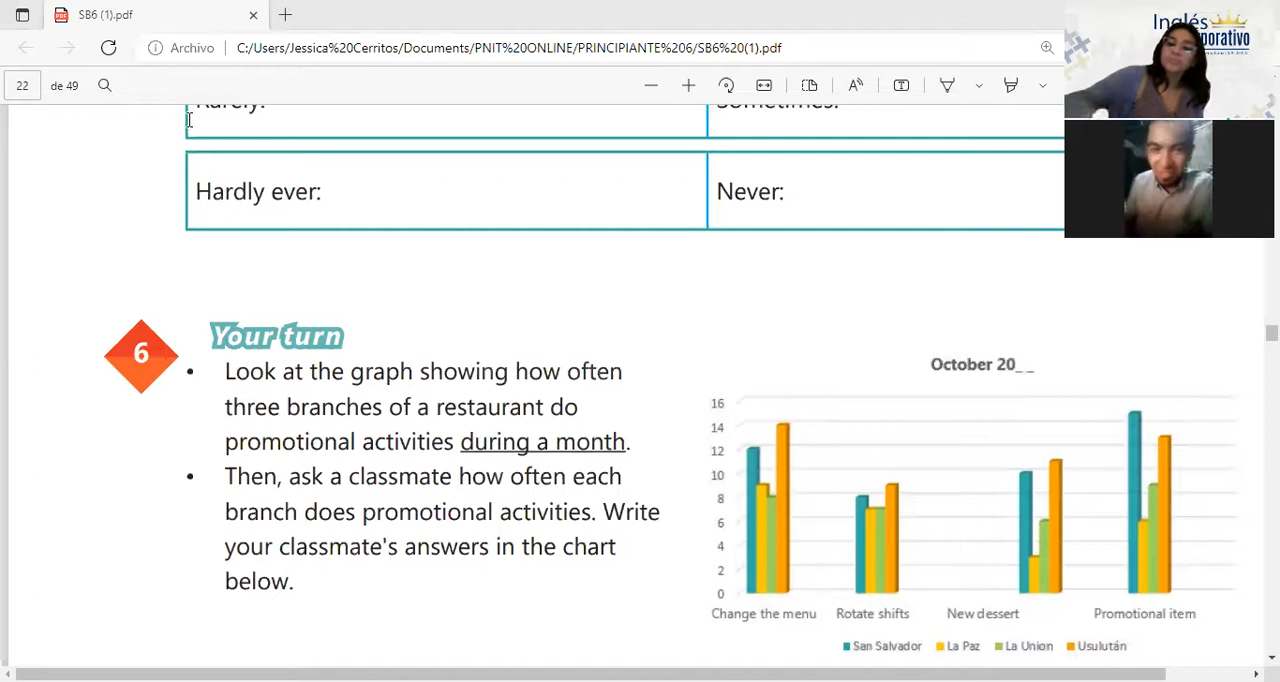 SB6 (1).pdf
Archivo
C:/Users/Jessica%20Cerritos/Documents/PNIT%20ONLINE/PRINCIPIANTE%206/SB6%20(1).pdf
22 de 49
Inglés
Rarely:
Sometimes:
Hardly ever:
Never:
6
Your turn
• Look at the graph showing how often
three branches of a restaurant do
promotional activities during a month.
• Then, ask a classmate how often each
branch does promotional activities. Write
your classmate's answers in the chart
below.
October 20_ _
16
14
12
10
8
6
4
2
0
Change the menu Rotate shifts New dessert Promotional item
San Salvador La Paz La Union Usulután